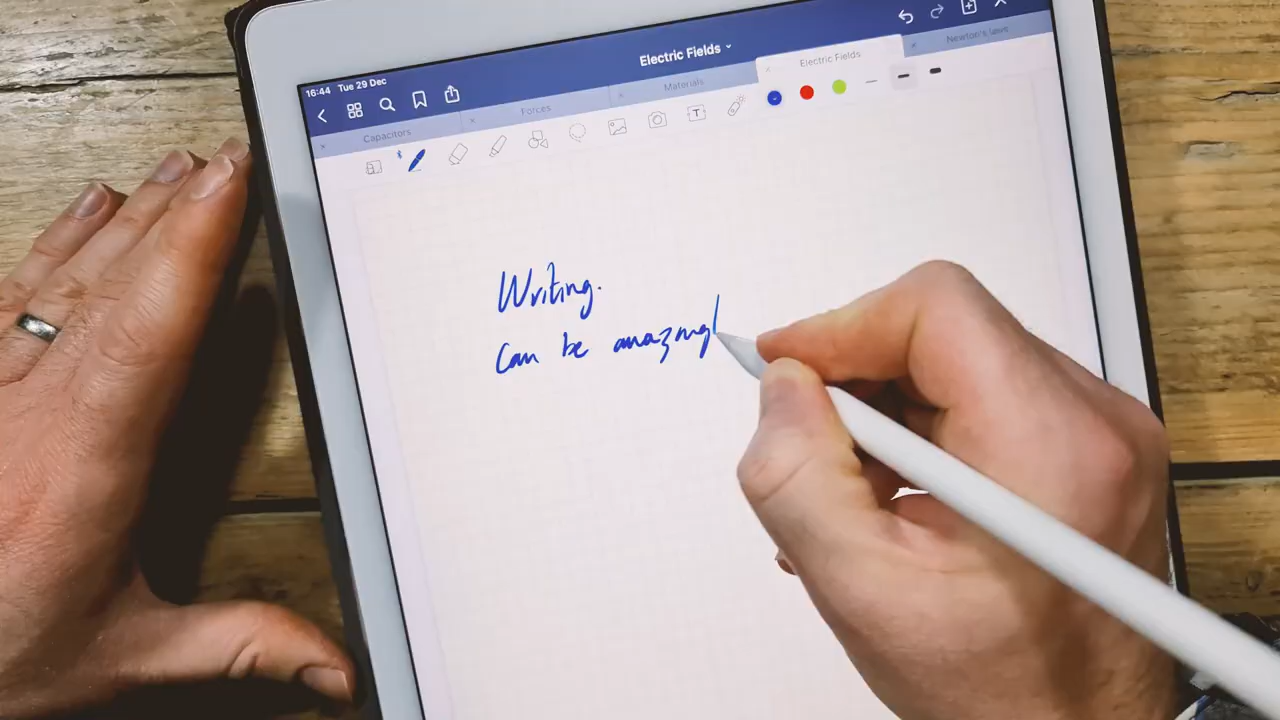 16:44 Tue 29 Dec
Electric Fields
Capacitors
Forces
Materials
Electric Fields
Newton's laws
T
Writing.
can be amazing